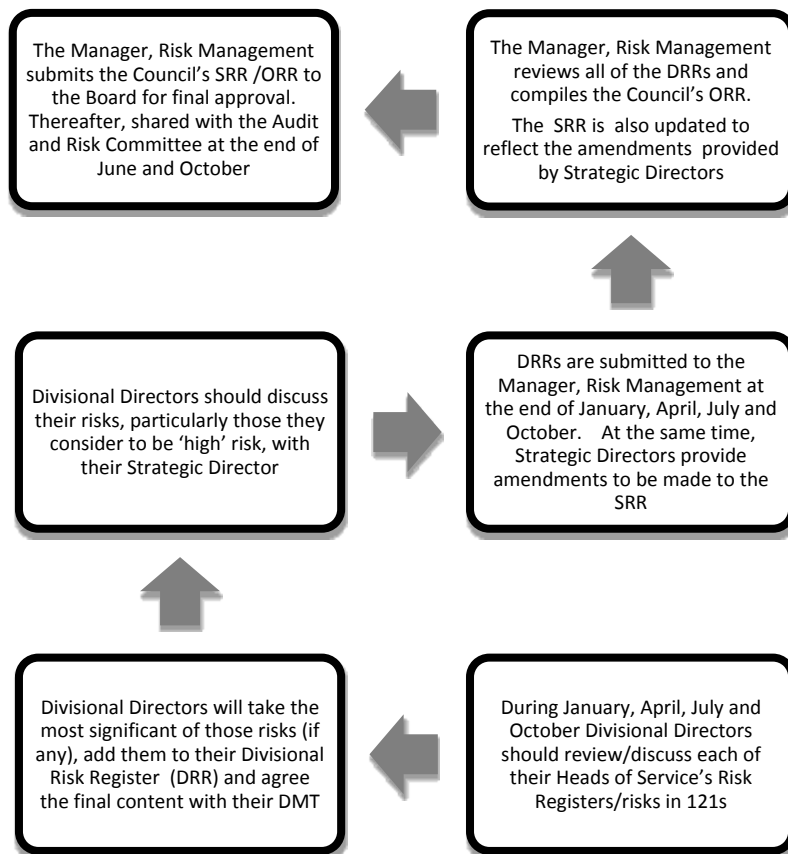 The Manager, Risk Management
submits the Council's SRR /ORR to
the Board for final approval.
Thereafter, shared with the Audit
and Risk Committee at the end of
June and October
The Manager, Risk Management
reviews all of the DRRs and
compiles the Council's ORR.
The SRR is also updated to
reflect the amendments provided
by Strategic Directors
Divisional Directors should discuss
their risks, particularly those they
consider to be ‘high’ risk, with
their Strategic Director
DRRs are submitted to the
Manager, Risk Management at
the end of January, April, July and
October. At the same time,
Strategic Directors provide
amendments to be made to the
SRR
Divisional Directors will take the
most significant of those risks (if
any), add them to their Divisional
Risk Register (DRR) and agree
the final content with their DMT
During January, April, July and
October Divisional Directors
should review/discuss each of
their Heads of Service's Risk
Registers/risks in 121s